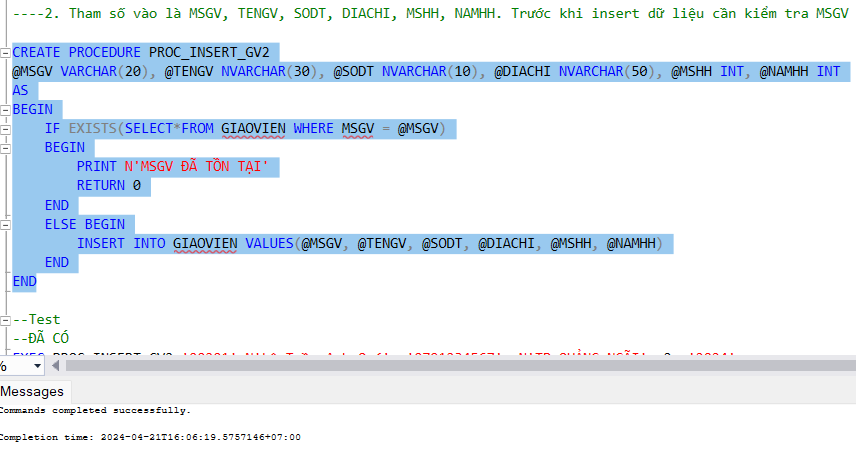 ----2. Tham số vào là MSGV, TENGV, SODT, DIACHI, MSHH, NAMHH. Trước khi insert dữ liệu cần kiểm tra MSGV
CREATE PROCEDURE PROC_INSERT_GV2
@MSGV VARCHAR(20), @TENGV NVARCHAR(30), @SODT NVARCHAR(10), @DIACHI NVARCHAR(50), @MSHH INT, @NAMHH INT
AS
BEGIN
IF EXISTS(SELECT*FROM GIAOVIEN WHERE MSGV = @MSGV)
BEGIN
PRINT N'MSGV ĐÃ TỒN TẠI'
RETURN 0
END
ELSE BEGIN
INSERT INTO GIAOVIEN VALUES(@MSGV, @TENGV, @SODT, @DIACHI, @MSHH, @NAMHH)
END
END
--Test
--ĐÃ CÓ
%
Messages
Commands completed successfully.
Completion time: 2024-04-21T16:06:19.5757146+07:00